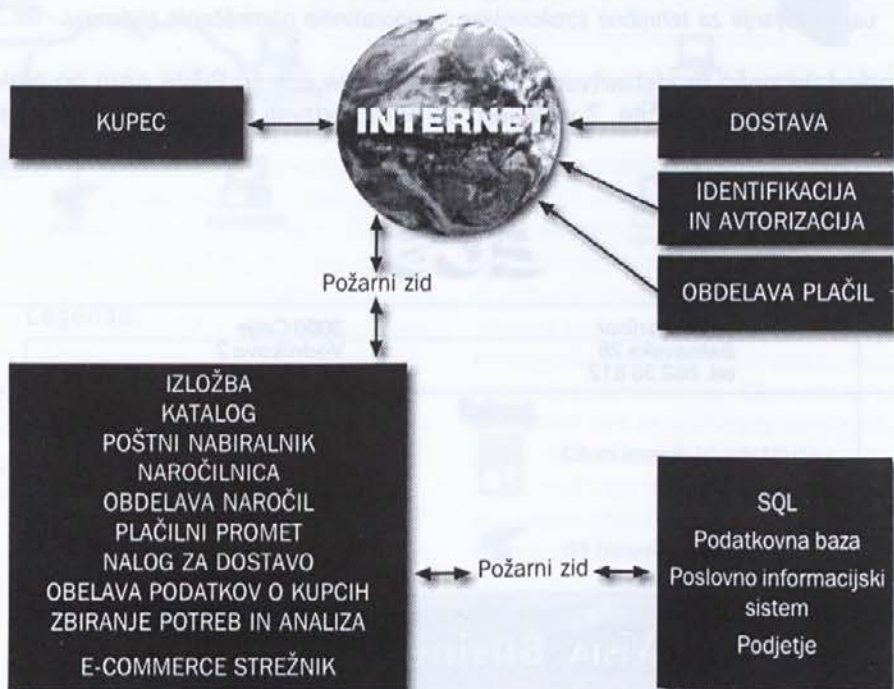 KUPEC
INTERNET
DOSTAVA
IDENTIFIKACIJA
IN AVTORIZACIJA
OBDELAVA PLAČIL
Požarni zid
IZLOŽBA
KATALOG
POŠTNI NABIRALNIK
NAROČILNICA
OBDELAVA NAROČIL
PLAČILNI PROMET
NALOG ZA DOSTAVO
OBELAVA PODATKOV O KUPCIH
ZBIRANJE POTREB IN ANALIZA
E-COMMERCE STREŽNIK
Požarni zid
SQL
Podatkovna baza
Poslovno informacijski
sistem
Podjetje